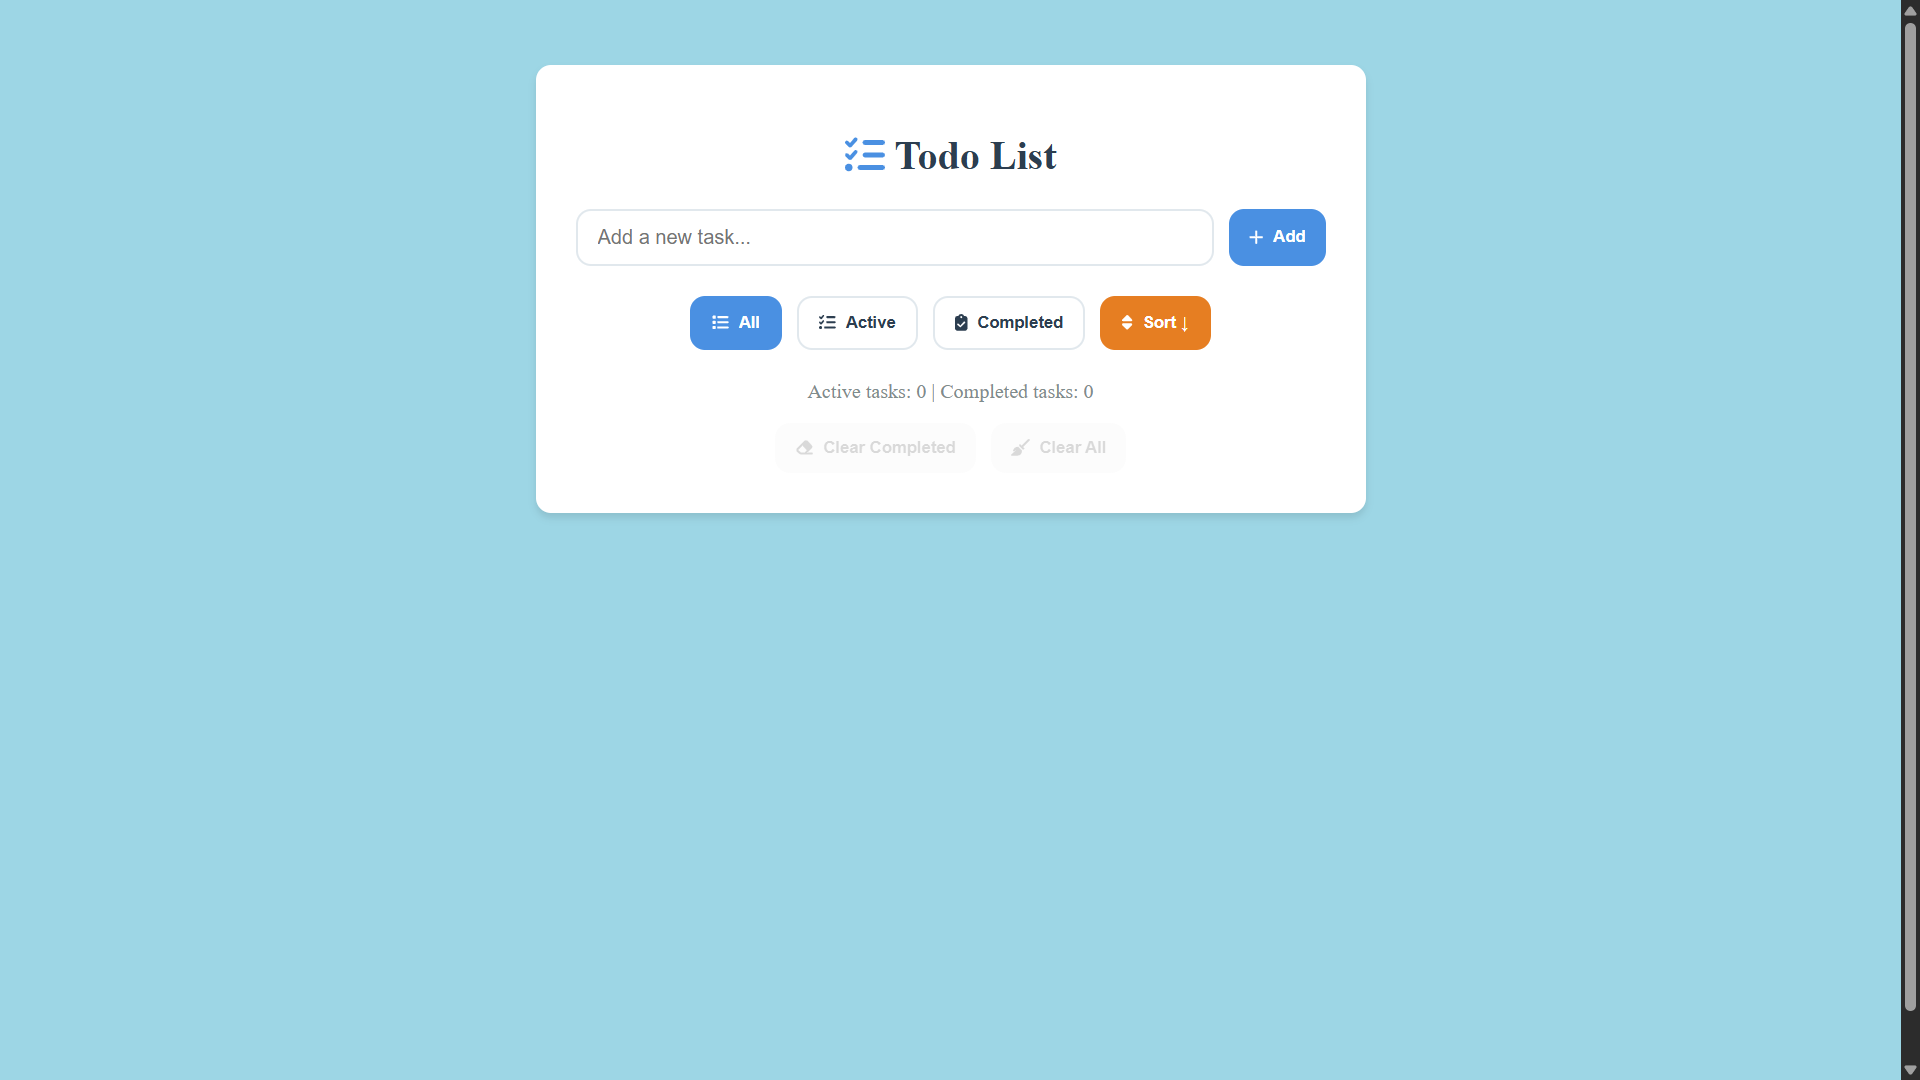 Todo List
Add a new task...
Add
All
Active
Completed
Sort ↓
Active tasks: 0 | Completed tasks: 0
Clear Completed
Clear All